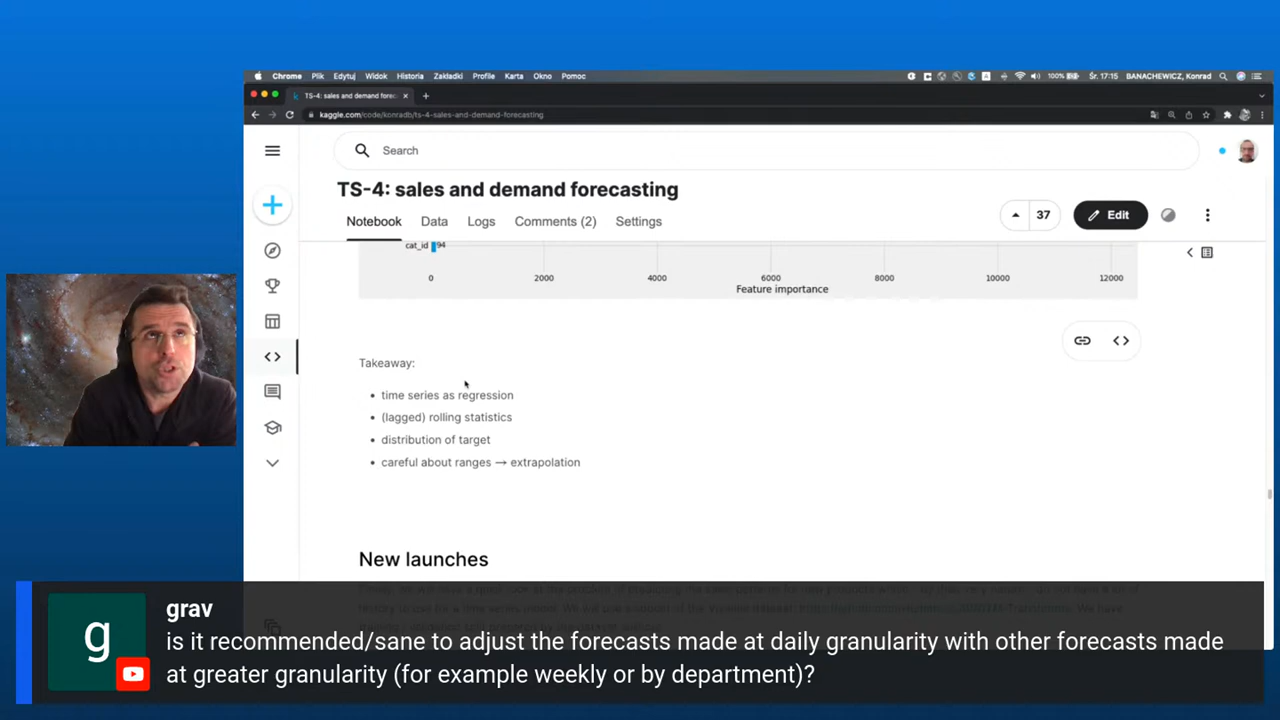 Chrome Plik Edytuj Widok Historia Zakładki Profile Karta Okno Pomoc
100% Śr. 17:15 BANACHEWICZ, Konrad
TS-4: sales and demand forec
kaggle.com/code/konradb/ts-4-sales-and-demand-forecasting
Search
TS-4: sales and demand forecasting
37
Edit
Notebook Data Logs Comments (2) Settings
cat_id 94
0 2000 4000 6000 8000 10000 12000
Feature importance
Takeaway:
• time series as regression
• (lagged) rolling statistics
• distribution of target
• careful about ranges → extrapolation
New launches
g
grav
is it recommended/sane to adjust the forecasts made at daily granularity with other forecasts made
at greater granularity (for example weekly or by department)?